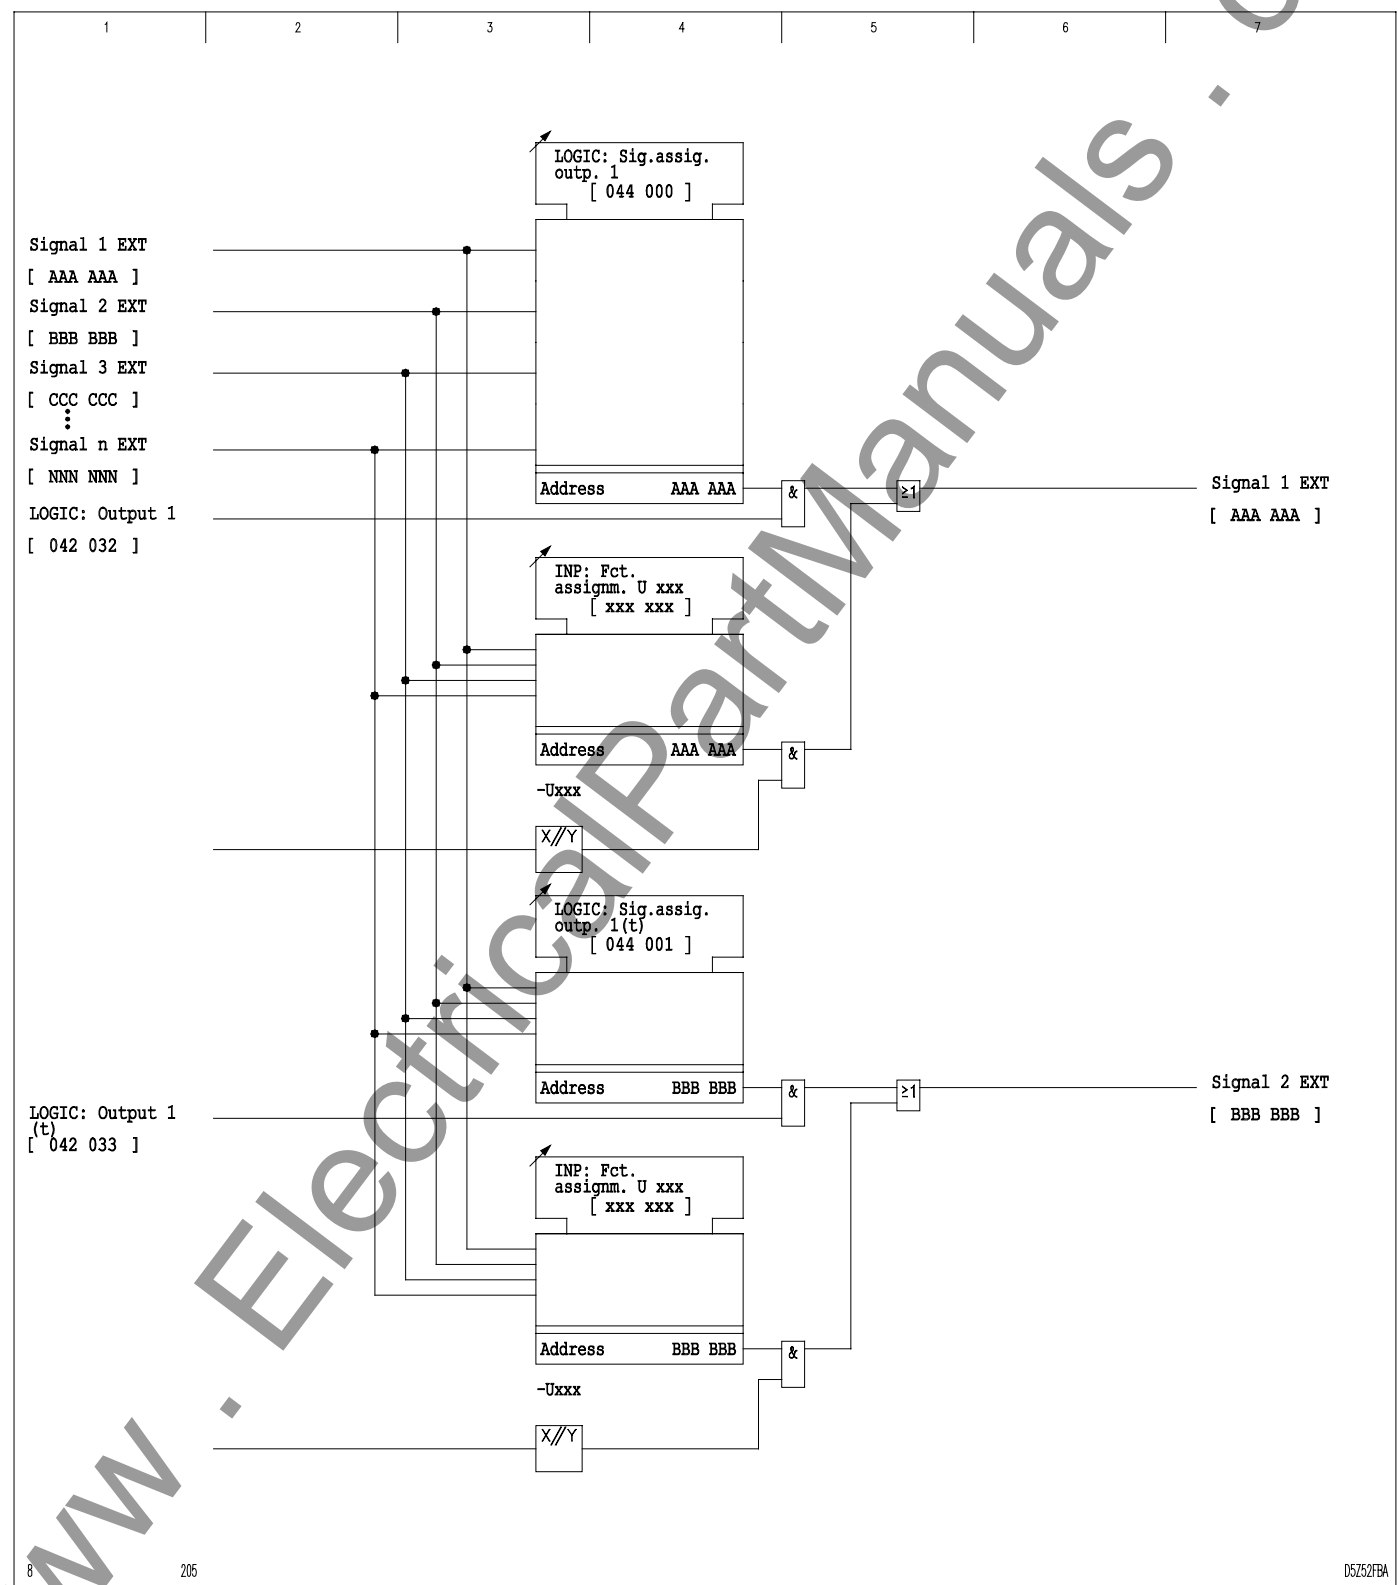 1 2 3 4 5 6 7
LOGIC: Sig.assig.
outp. 1
[ 044 000 ]
Signal 1 EXT
[ AAA AAA ]
Signal 2 EXT
[ BBB BBB ]
Signal 3 EXT
[ CCC CCC ]
Signal n EXT
[ NNN NNN ]
Address AAA AAA & ≥1 Signal 1 EXT
[ AAA AAA ]
LOGIC: Output 1
[ 042 032 ]
INP: Fct.
assignm. U xxx
[ xxx xxx ]
Address AAA AAA &
-Uxxx
X//Y
LOGIC: Sig.assig.
outp. 1(t)
[ 044 001 ]
Address BBB BBB & ≥1 Signal 2 EXT
[ BBB BBB ]
LOGIC: Output 1
(t)
[ 042 033 ]
INP: Fct.
assignm. U xxx
[ xxx xxx ]
Address BBB BBB &
-Uxxx
X//Y
8 205 D5Z52FBA
ww . ElectricalPartManuals .